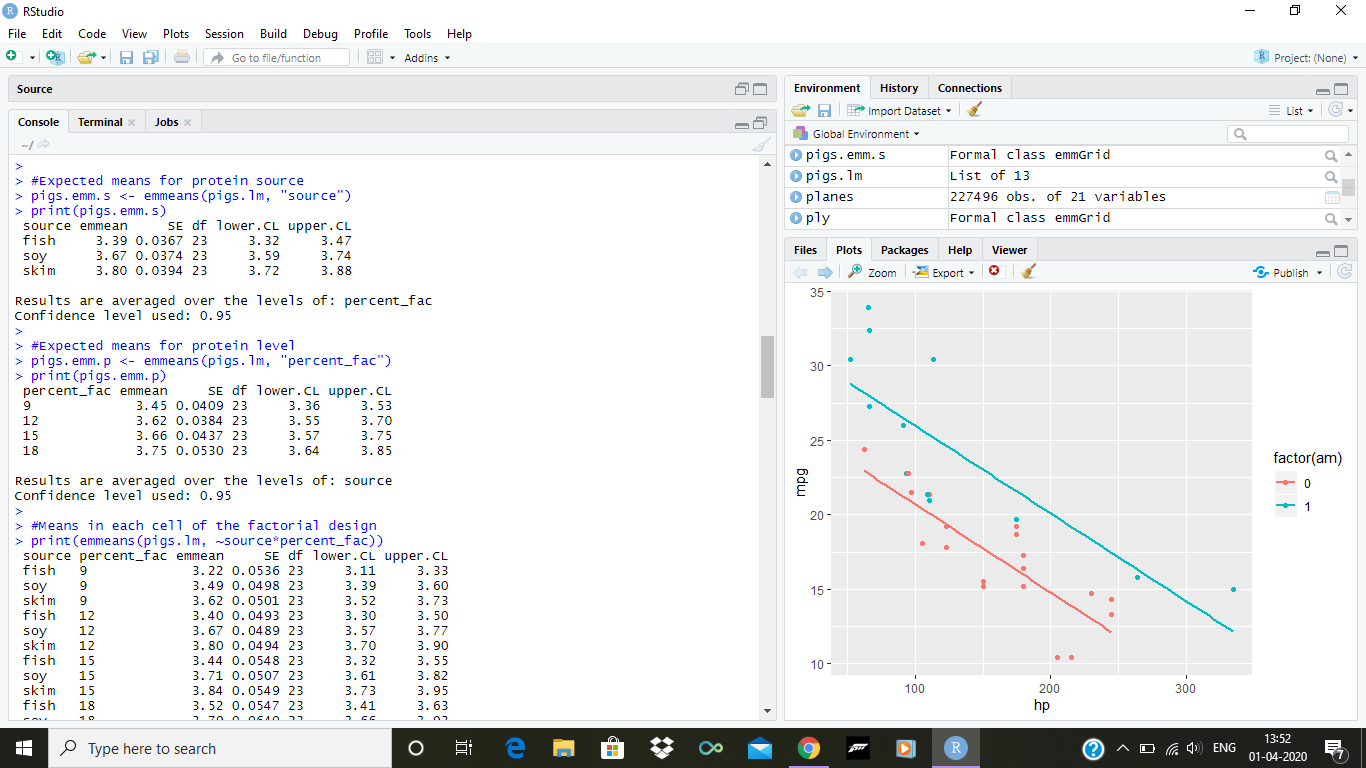 RStudio
File Edit Code View Plots Session Build Debug Profile Tools Help
Go to file/function Addins Project: (None)
Source
Console Terminal Jobs
~/
>
> #Expected means for protein source
> pigs.emm.s <- emmeans(pigs.lm, "source")
> print(pigs.emm.s)
source emmean SE df lower.CL upper.CL
fish 3.39 0.0367 23 3.32 3.47
soy 3.67 0.0374 23 3.59 3.74
skim 3.80 0.0394 23 3.72 3.88
Results are averaged over the levels of: percent_fac
Confidence level used: 0.95
>
> #Expected means for protein level
> pigs.emm.p <- emmeans(pigs.lm, "percent_fac")
> print(pigs.emm.p)
percent_fac emmean SE df lower.CL upper.CL
9 3.45 0.0409 23 3.36 3.53
12 3.62 0.0384 23 3.55 3.70
15 3.66 0.0437 23 3.57 3.75
18 3.75 0.0530 23 3.64 3.85
Results are averaged over the levels of: source
Confidence level used: 0.95
>
> #Means in each cell of the factorial design
> print(emmeans(pigs.lm, ~source*percent_fac))
source percent_fac emmean SE df lower.CL upper.CL
fish 9 3.22 0.0536 23 3.11 3.33
soy 9 3.49 0.0498 23 3.39 3.60
skim 9 3.62 0.0501 23 3.52 3.73
fish 12 3.40 0.0493 23 3.30 3.50
soy 12 3.67 0.0489 23 3.57 3.77
skim 12 3.80 0.0494 23 3.70 3.90
fish 15 3.44 0.0548 23 3.32 3.55
soy 15 3.71 0.0507 23 3.61 3.82
skim 15 3.84 0.0549 23 3.73 3.95
fish 18 3.52 0.0547 23 3.41 3.63
Environment History Connections
Import Dataset List
Global Environment
pigs.emm.s Formal class emmGrid
pigs.lm List of 13
planes 227496 obs. of 21 variables
ply Formal class emmGrid
Files Plots Packages Help Viewer
Zoom Export Publish
35
30
25
20
15
10
mpg
100 200 300
hp
factor(am)
0
1
Type here to search
ENG
13:52
01-04-2020
7